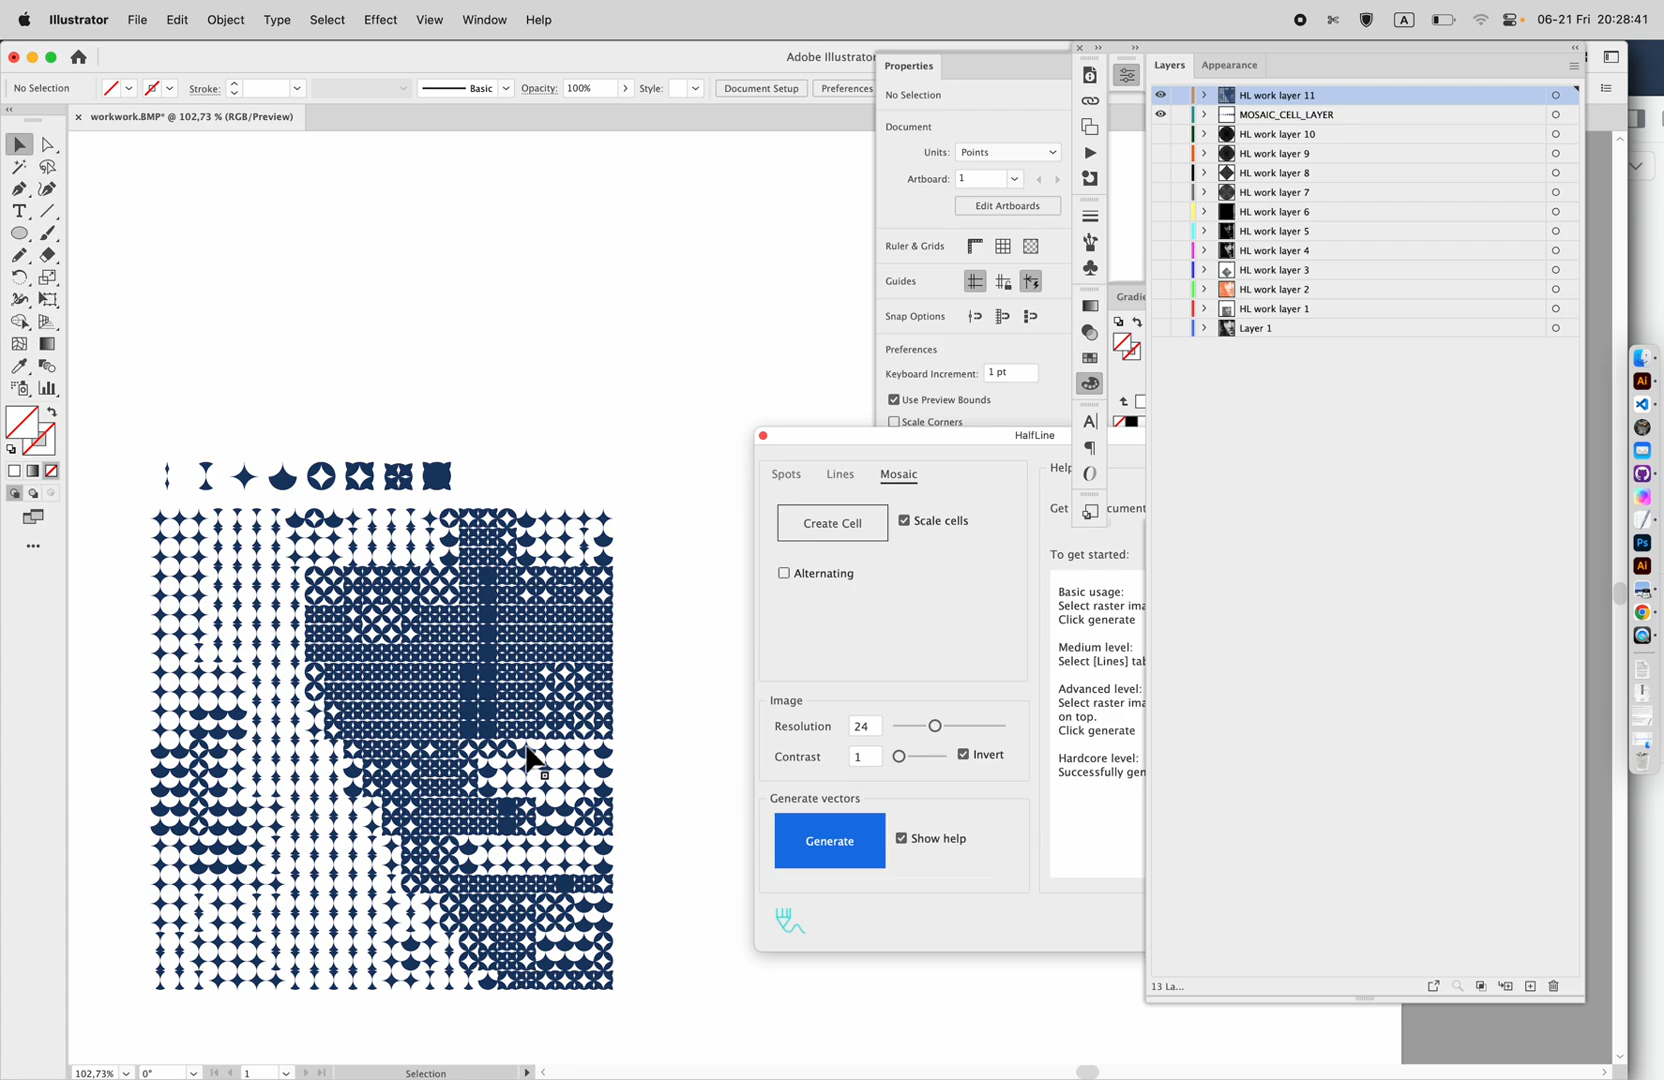 Illustrator File Edit Object Type Select Effect View Window Help
A
06-21 Fri 20:28:41
Adobe Illustrator
No Selection
Stroke:
Basic
Opacity: 100%
Style:
Document Setup
Preferences
× workwork.BMP* @ 102,73 % (RGB/Preview)
Properties
No Selection
Document
Units: Points
Artboard: 1
Edit Artboards
Ruler & Grids
Guides
Snap Options
Preferences
Keyboard Increment: 1 pt
Use Preview Bounds
Scale Corners
Gradie
Layers Appearance
HL work layer 11
MOSAIC_CELL_LAYER
HL work layer 10
HL work layer 9
HL work layer 8
HL work layer 7
HL work layer 6
HL work layer 5
HL work layer 4
HL work layer 3
HL work layer 2
HL work layer 1
Layer 1
13 La...
HalfLine
Spots Lines Mosaic
Create Cell
Scale cells
Alternating
Image
Resolution 24
Contrast 1
Invert
Generate vectors
Generate
Show help
Help
Get
cument
To get started:
Basic usage:
Select raster ima
Click generate
Medium level:
Select [Lines] tab
Advanced level:
Select raster ima
on top.
Click generate
Hardcore level:
Successfully gen
Ai
Ps
Ai
102,73%
0°
1
Selection